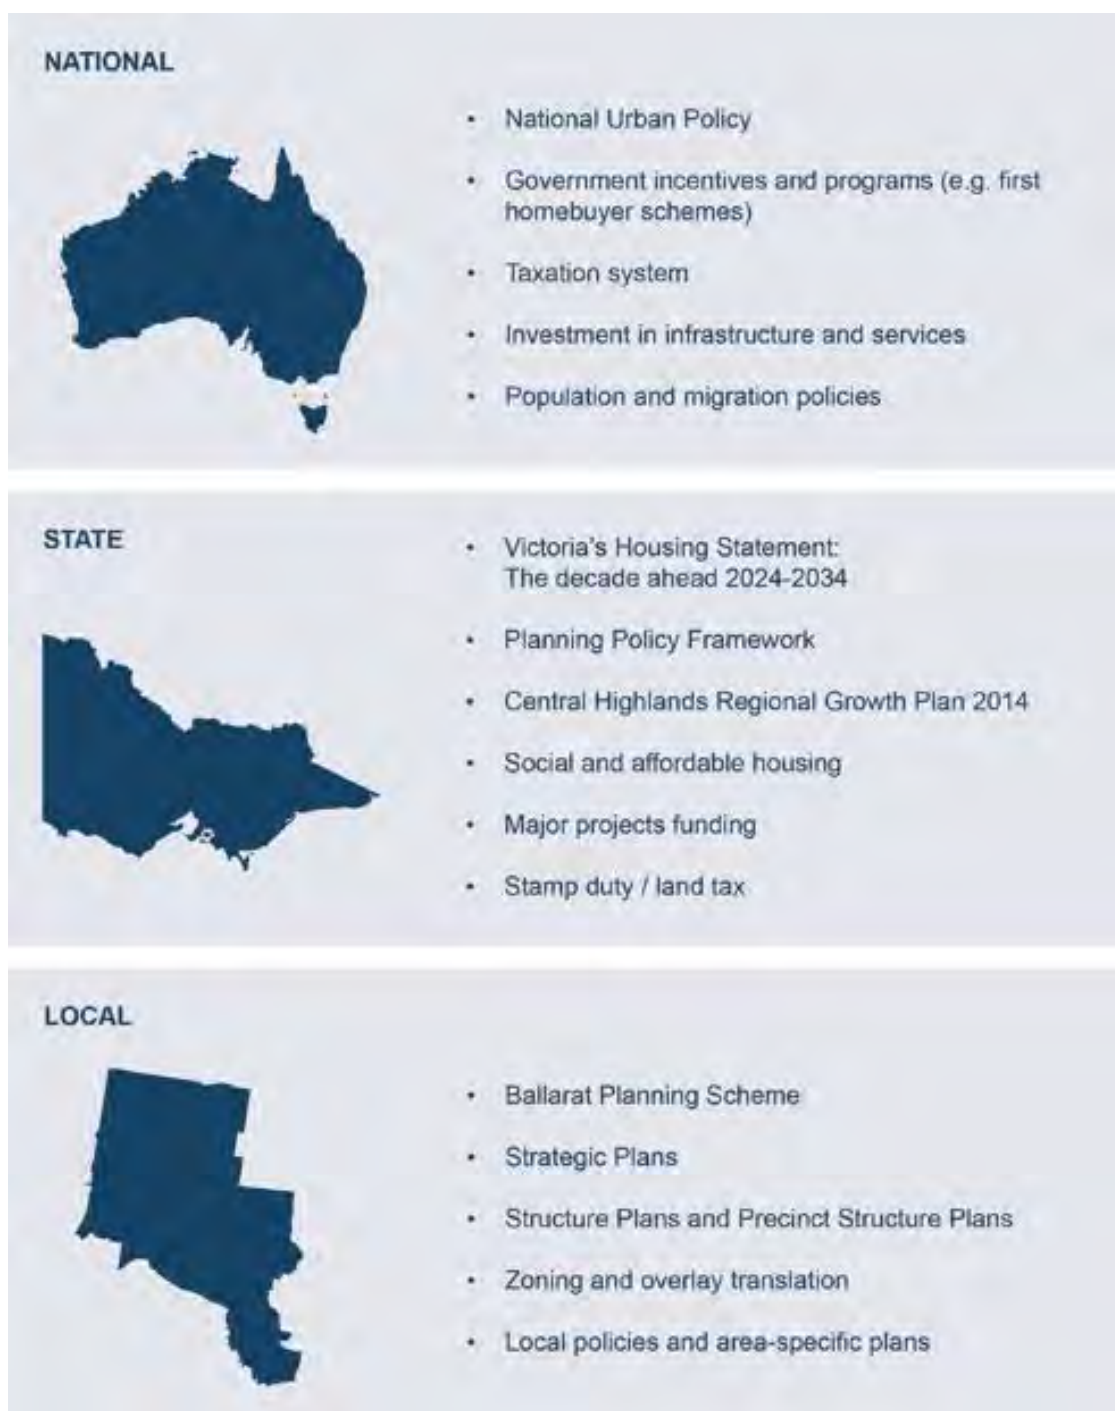 NATIONAL
• National Urban Policy
• Government incentives and programs (e.g. first
homebuyer schemes)
• Taxation system
• Investment in infrastructure and services
• Population and migration policies
STATE
• Victoria's Housing Statement:
The decade ahead 2024-2034
• Planning Policy Framework
• Central Highlands Regional Growth Plan 2014
• Social and affordable housing
• Major projects funding
• Stamp duty / land tax
LOCAL
• Ballarat Planning Scheme
• Strategic Plans
• Structure Plans and Precinct Structure Plans
• Zoning and overlay translation
• Local policies and area-specific plans